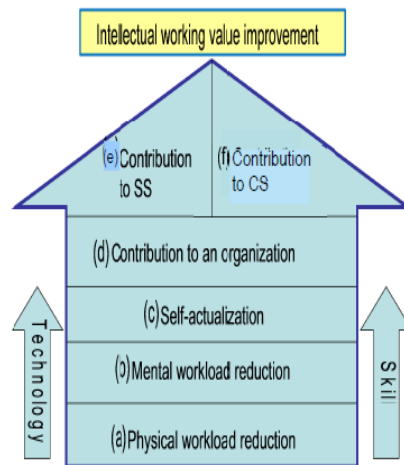 Intellectual working value improvement
(e) Contribution
to SS
(f) Contribution
to CS
(d) Contribution to an organization
(c) Self-actualization
(b) Mental workload reduction
(a) Physical workload reduction
Technology
Skill